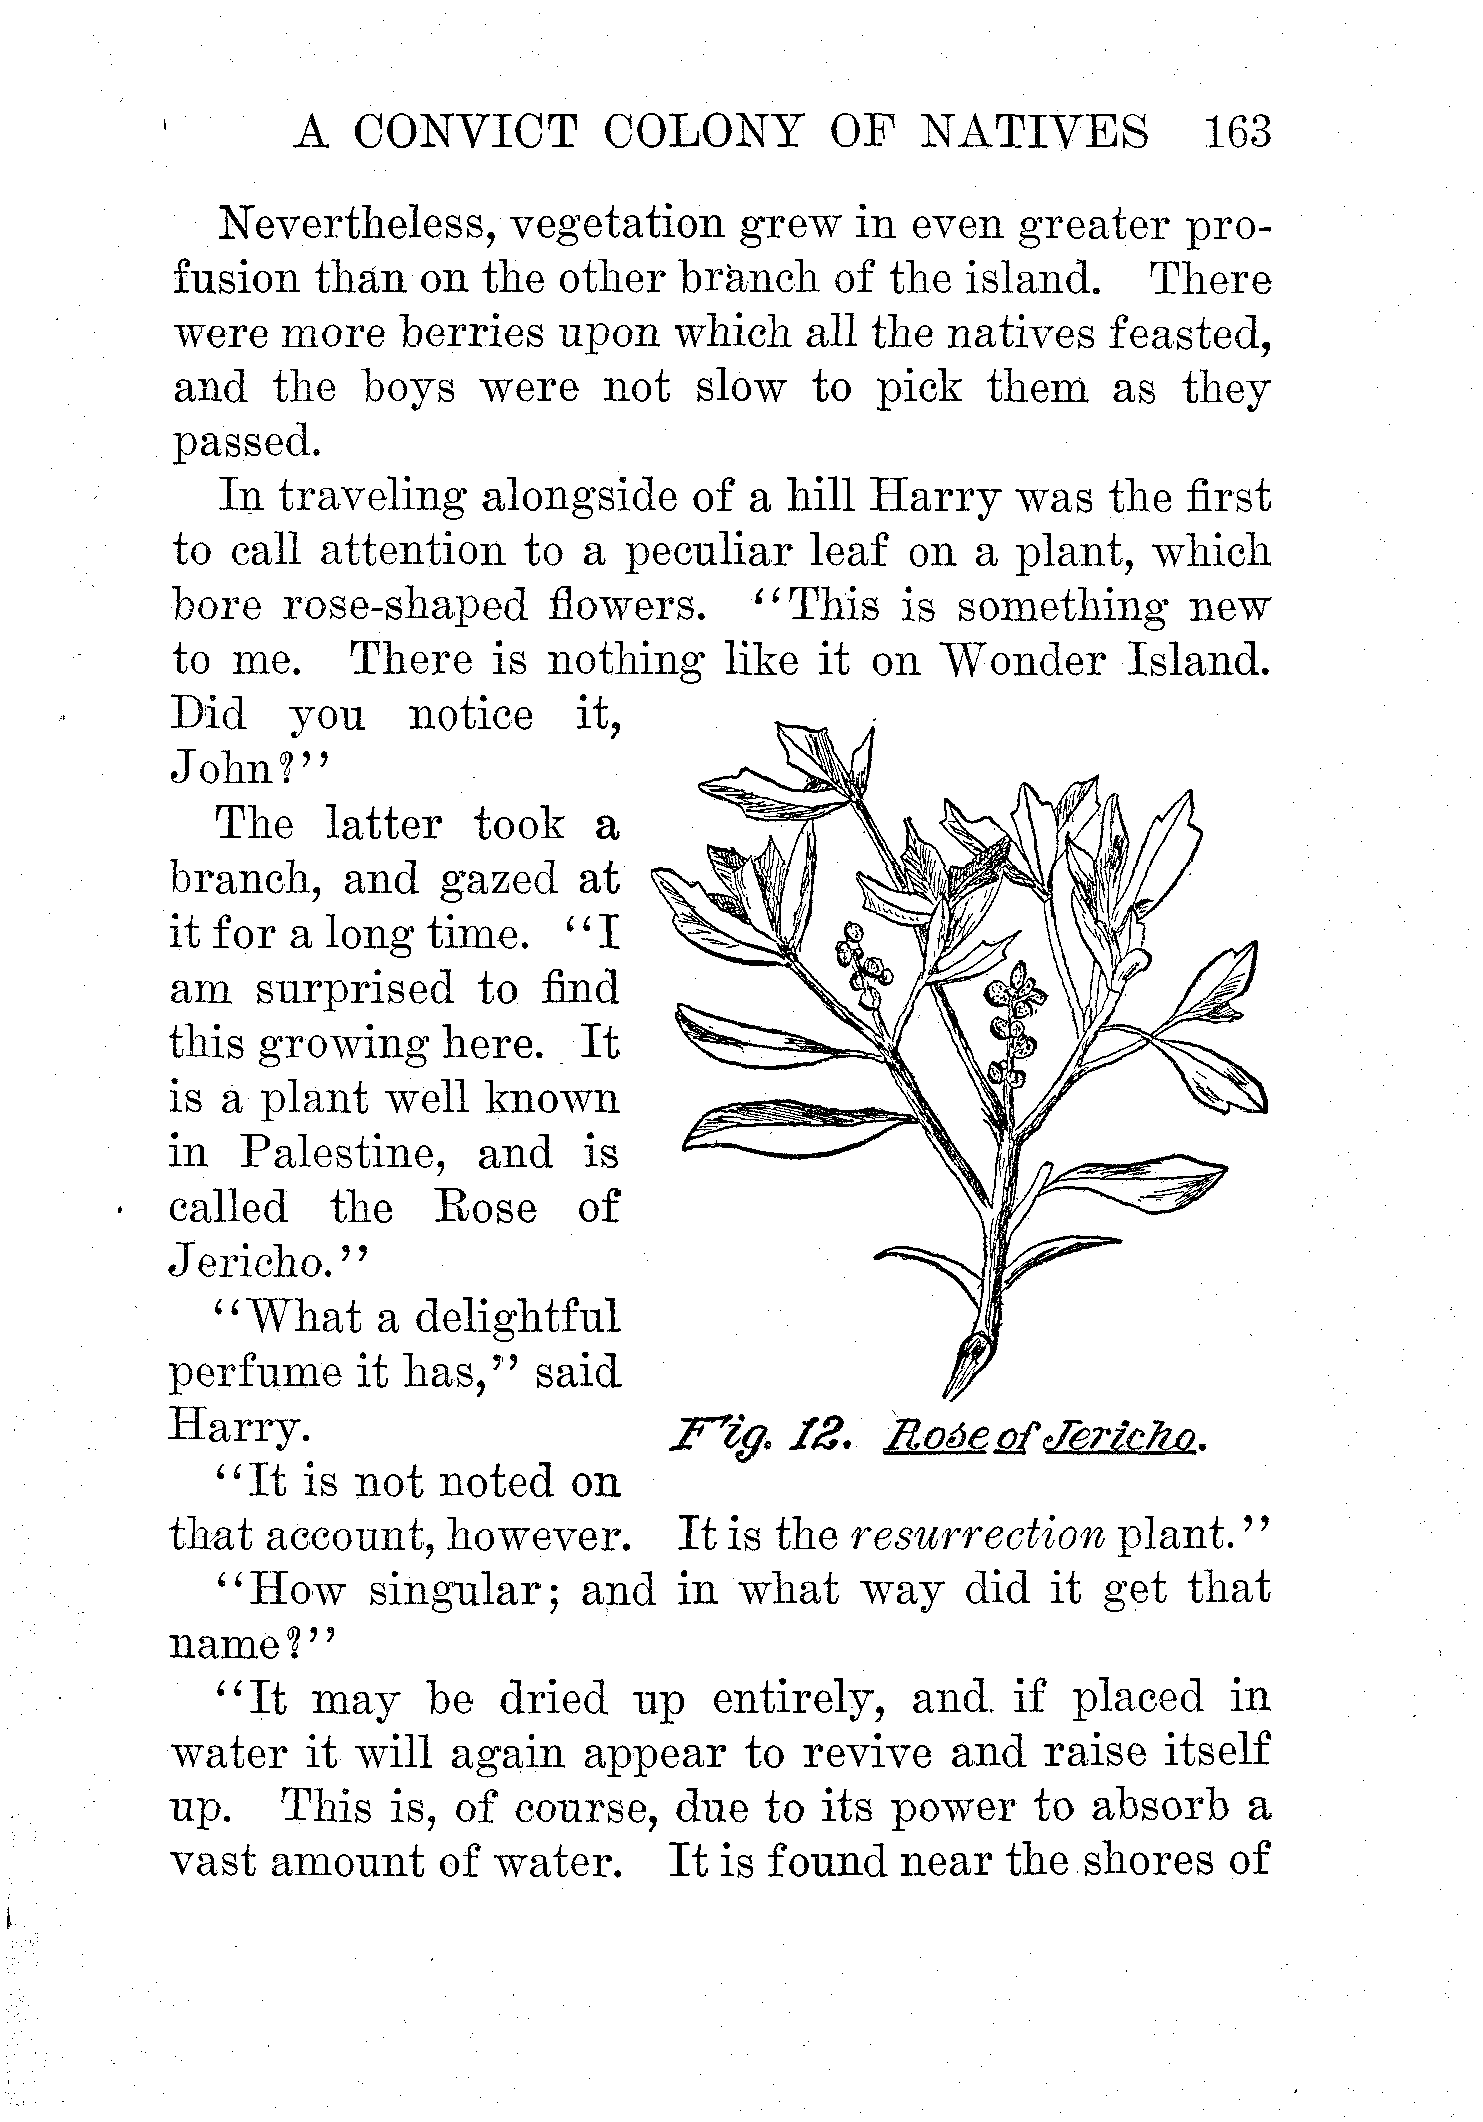 A CONVICT COLONY OF NATIVES 163
Nevertheless, vegetation grew in even greater pro-
fusion than on the other branch of the island. There
were more berries upon which all the natives feasted,
and the boys were not slow to pick them as they
passed.
In traveling alongside of a hill Harry was the first
to call attention to a peculiar leaf on a plant, which
bore rose-shaped flowers. “This is something new
to me. There is nothing like it on Wonder Island.
Did you notice it,
John?”
The latter took a
branch, and gazed at
it for a long time. “I
am surprised to find
this growing here. It
is a plant well known
in Palestine, and is
called the Rose of
Jericho.”
“What a delightful
perfume it has,” said
Harry.
“It is not noted on
Fig. 12. Rose of Jericho.
that account, however. It is the resurrection plant.”
“How singular; and in what way did it get that
name?”
“It may be dried up entirely, and if placed in
water it will again appear to revive and raise itself
up. This is, of course, due to its power to absorb a
vast amount of water. It is found near the shores of